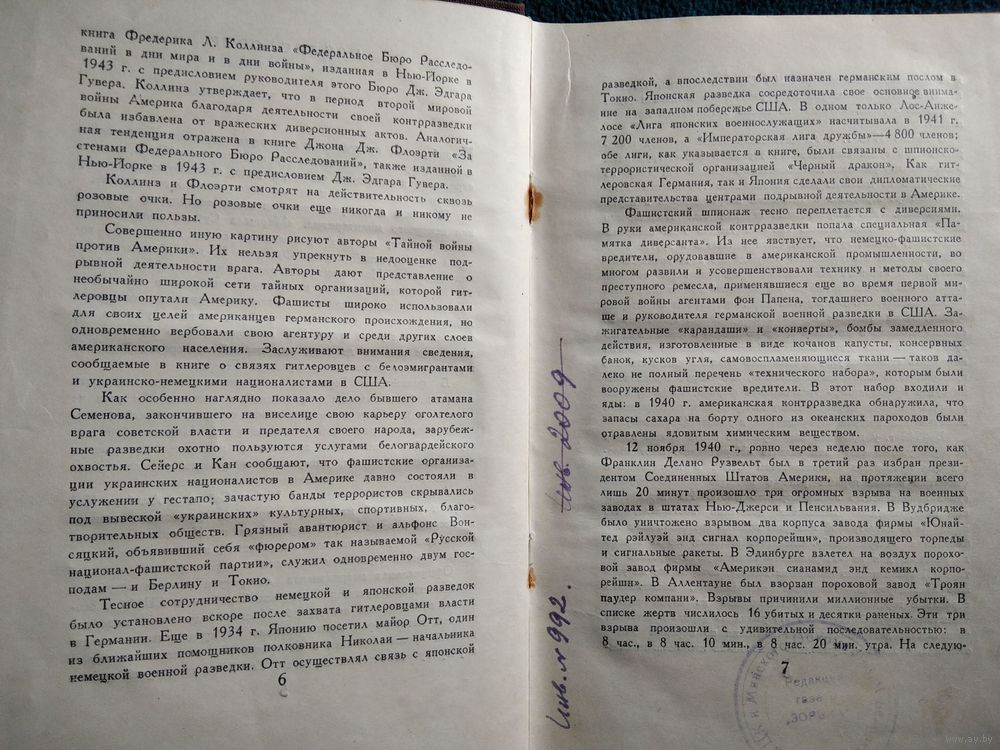 книга Фредерика Л. Коллинза «Федеральное Бюро Расследо-
ваний в дни мира и в дни войны», изданная в Нью-Йорке в
1943 г. с предисловием руководителя этого Бюро Дж. Эдгара
Гувера. Коллинз утверждает, что в период второй мировой
войны Америка благодаря деятельности своей контрразведки
была избавлена от вражеских диверсионных актов. Аналогич-
ная тенденция отражена в книге Джона Дж. Флоэрти «За
стенами Федерального Бюро Расследований», также изданной в
Нью-Йорке в 1943 г. с предисловием Дж. Эдгара Гувера.
Коллинз и Флоэрти смотрят на действительность сквозь
розовые очки. Но розовые очки еще никогда и никому не
приносили пользы.
Совершенно иную картину рисуют авторы «Тайной войны
против Америки». Их нельзя упрекнуть в недооценке под-
рывной деятельности врага. Авторы дают представление о
необычайно широкой сети тайных организаций, которой гит-
леровцы опутали Америку. Фашисты широко использовали
для своих целей американцев германского происхождения, но
одновременно вербовали свою агентуру и среди других слоев
американского населения. Заслуживают внимания сведения,
сообщаемые в книге о связях гитлеровцев с белоэмигрантами
и украинско-немецкими националистами в США.
Как особенно наглядно показало дело бывшего атамана
Семенова, закончившего на виселице свою карьеру оголтелого
врага советской власти и предателя своего народа, зарубеж-
ные разведки охотно пользуются услугами белогвардейского
охвостья. Сейерс и Кан сообщают, что фашистские организа-
ции украинских националистов в Америке давно состояли в
услужении у гестапо; зачастую банды террористов скрывались
под вывеской «украинских» культурных, спортивных, благо-
творительных обществ. Грязный авантюрист и альфонс Вон-
сяцкий, объявивший себя «фюрером» так называемой «Русской
национал-фашистской партии», служил одновременно двум гос-
подам — и Берлину и Токио.
Тесное сотрудничество немецкой и японской разведок
было установлено вскоре после захвата гитлеровцами власти
в Германии. Еще в 1934 г. Японию посетил майор Отт, один
из ближайших помощников полковника Николаи — начальника
немецкой военной разведки. Отт осуществлял связь с японской
6
разведкой, а впоследствии был назначен германским послом в
Токио. Японская разведка сосредоточила свое основное внима-
ние на западном побережье США. В одном только Лос-Анже-
лосе «Лига японских военнослужащих» насчитывала в 1941 г.
7 200 членов, а «Императорская лига дружбы» — 4 800 членов;
обе лиги, как указывается в книге, были связаны с шпионско-
террористической организацией «Черный дракон». Как гит-
леровская Германия, так и Япония сделали свои дипломатические
представительства центрами подрывной деятельности в Америке.
Фашистский шпионаж тесно переплетается с диверсиями.
В руки американской контрразведки попала специальная «Па-
мятка диверсанта». Из нее явствует, что немецко-фашистские
вредители, орудовавшие в американской промышленности, во
многом развили и усовершенствовали технику и методы своего
преступного ремесла, применявшиеся еще во время первой ми-
ровой войны агентами фон Папена, тогдашнего военного атта-
ше и руководителя германской военной разведки в США. За-
жигательные «карандаши» и «конверты», бомбы замедленного
действия, изготовленные в виде кочанов капусты, консервных
банок, кусков угля, самовоспламеняющиеся ткани — таков да-
леко не полный перечень «технического набора», которым были
вооружены фашистские вредители. В этот набор входили и
яды: в 1940 г. американская контрразведка обнаружила, что
запасы сахара на борту одного из океанских пароходов были
отравлены ядовитым химическим веществом.
12 ноября 1940 г., ровно через неделю после того, как
Франклин Делано Рузвельт был в третий раз избран прези-
дентом Соединенных Штатов Америки, на протяжении всего
лишь 20 минут произошло три огромных взрыва на военных
заводах в штатах Нью-Джерси и Пенсильвания. В Вудбридже
было уничтожено взрывом два корпуса завода фирмы «Юнай-
тед рэйлуэй энд сигнал корпорейшн», производящего торпеды
и сигнальные ракеты. В Эдинбурге взлетел на воздух порохо-
вой завод фирмы «Америкэн сианамид энд кемикл корпо-
рейшн». В Аллентауне был взорван пороховой завод «Троян
паудер компани». Взрывы причинили миллионные убытки. В
списке жертв числилось 16 убитых и десятки раненых. Эти три
взрыва произошли с удивительной последовательностью: в
8 час., в 8 час. 10 мин., в 8 час. 20 мин. утра. На следую-
7
Инв. 2009
Инв. № 992.
Редакция
www.ay.by